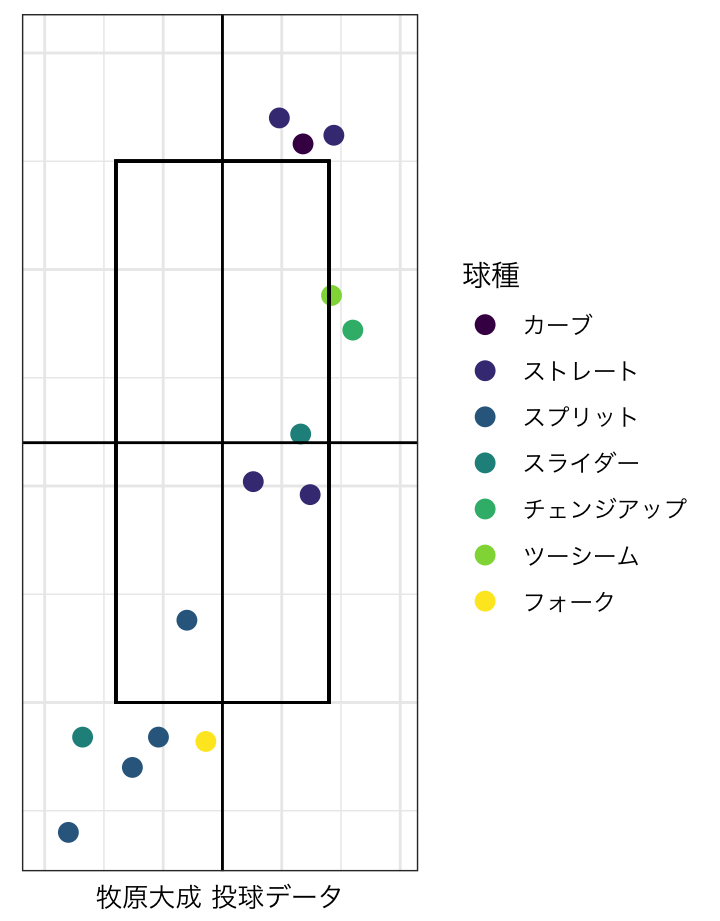 球種
カーブ
ストレート
スプリット
スライダー
チェンジアップ
ツーシーム
フォーク
牧原大成 投球データ